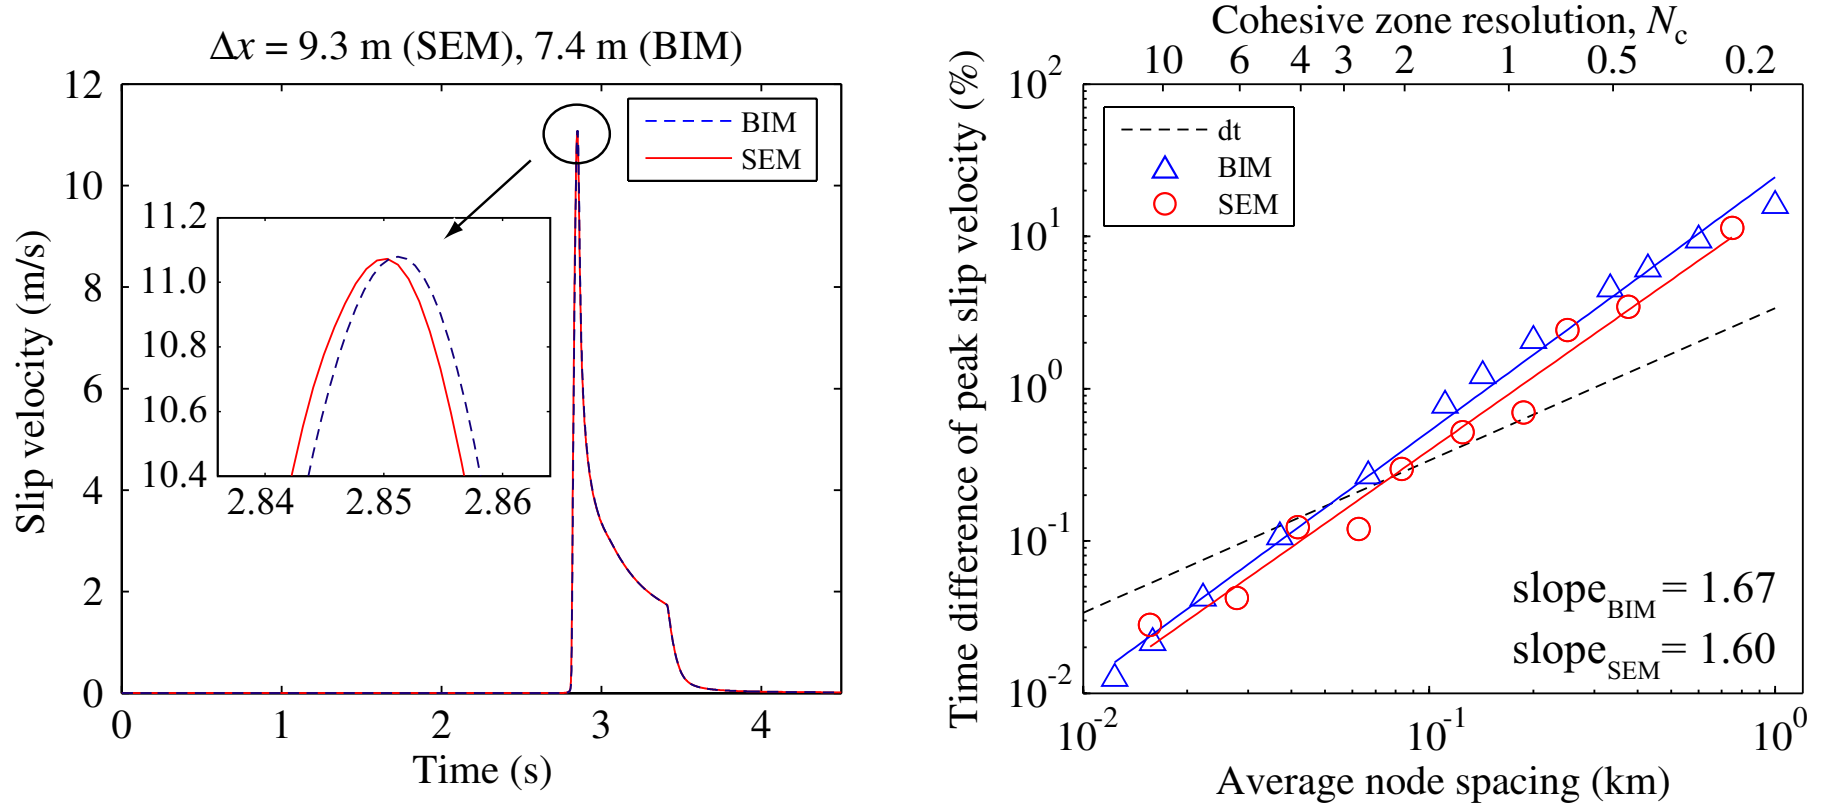 Δx = 9.3 m (SEM), 7.4 m (BIM)
Slip velocity (m/s)
12
10
8
6
4
2
0
BIM
SEM
11.2
11.0
10.8
10.6
10.4
2.84 2.85 2.86
0 1 2 3 4
Time (s)
Cohesive zone resolution, Nc
10 6 4 3 2 1 0.5 0.2
Time difference of peak slip velocity (%)
10^2
10^1
10^0
10^-1
10^-2
dt
BIM
SEM
slope_BIM = 1.67
slope_SEM = 1.60
10^-2 10^-1 10^0
Average node spacing (km)